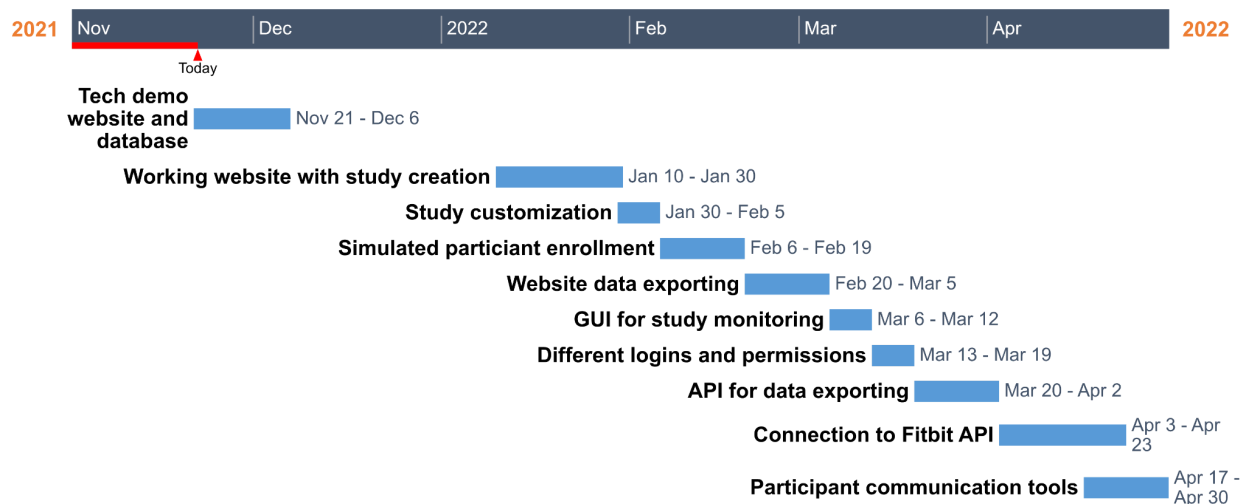 2021 Nov Dec 2022 Feb Mar Apr 2022
Today
Tech demo
website and
database
Nov 21 - Dec 6
Working website with study creation Jan 10 - Jan 30
Study customization Jan 30 - Feb 5
Simulated particiant enrollment Feb 6 - Feb 19
Website data exporting Feb 20 - Mar 5
GUI for study monitoring Mar 6 - Mar 12
Different logins and permissions Mar 13 - Mar 19
API for data exporting Mar 20 - Apr 2
Connection to Fitbit API Apr 3 - Apr
23
Participant communication tools Apr 17 -
Apr 30